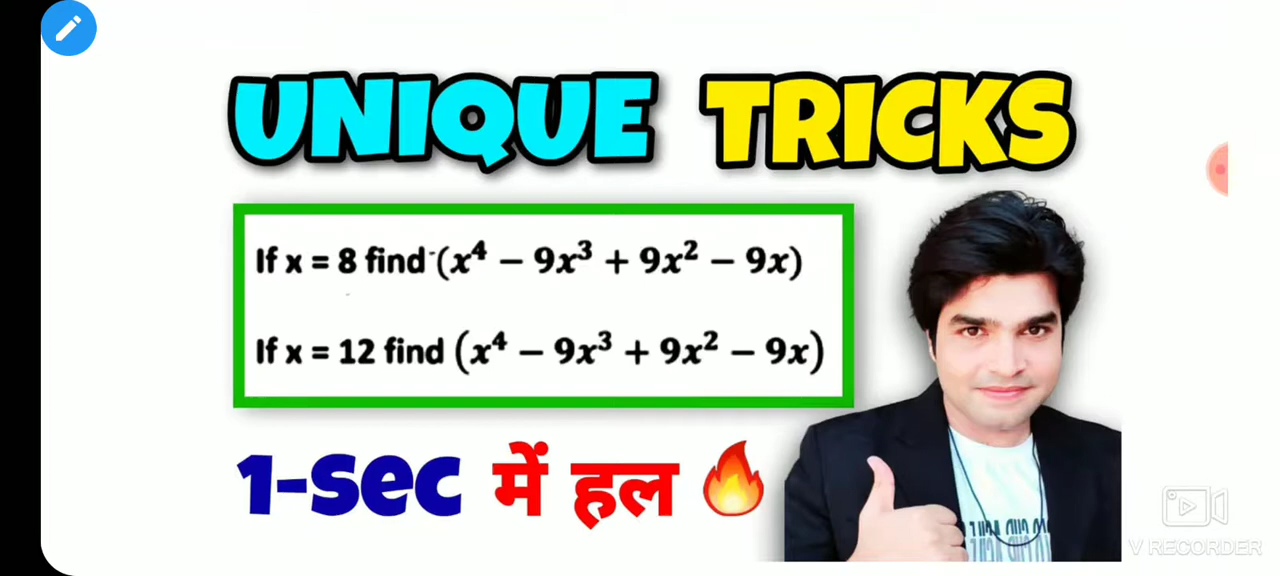 UNIQUE TRICKS
If x = 8 find (x⁴ − 9x³ + 9x² − 9x)
If x = 12 find (x⁴ − 9x³ + 9x² − 9x)
1-sec में हल
V RECORDER